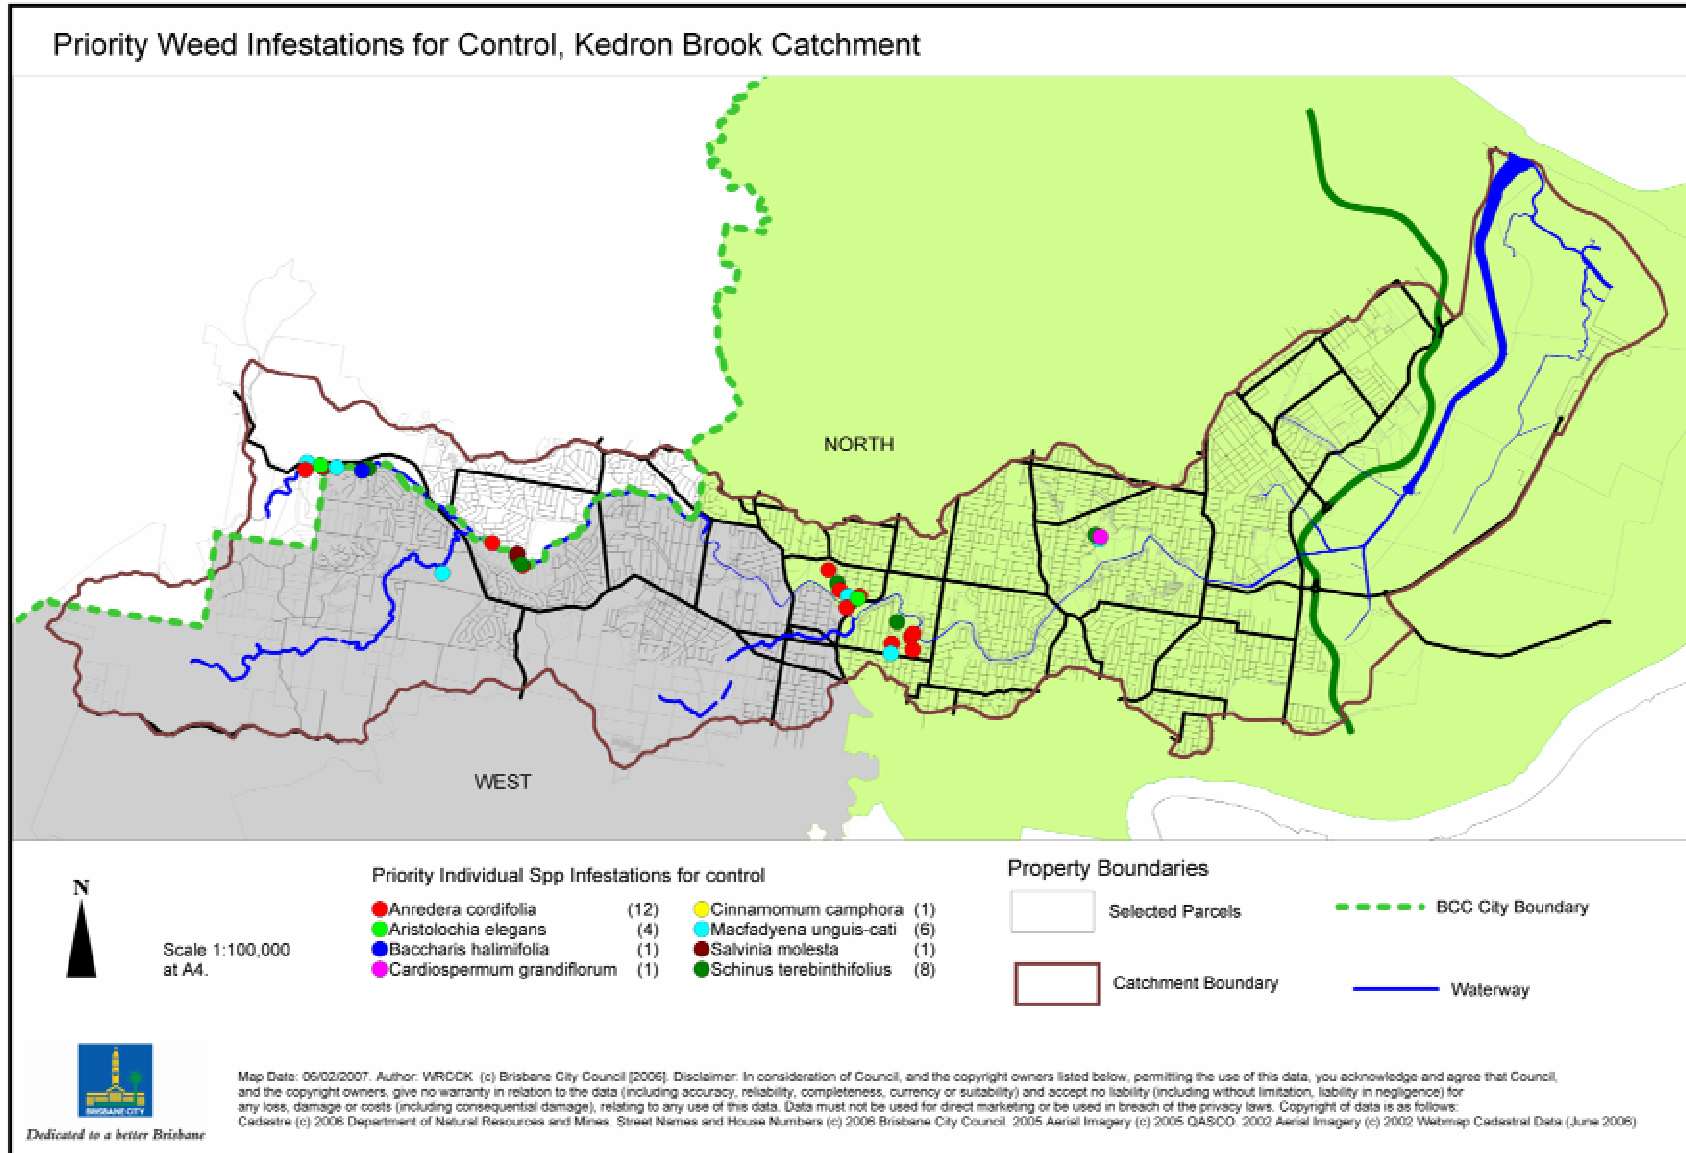 Priority Weed Infestations for Control, Kedron Brook Catchment
NORTH
WEST
N
Scale 1:100,000
at A4.
Priority Individual Spp Infestations for control
Anredera cordifolia (12)
Aristolochia elegans (4)
Baccharis halimifolia (1)
Cardiospermum grandiflorum (1)
Cinnamomum camphora (1)
Macfadyena unguis-cati (6)
Salvinia molesta (1)
Schinus terebinthifolius (8)
Property Boundaries
Selected Parcels
Catchment Boundary
BCC City Boundary
Waterway
BRISBANE CITY
Dedicated to a better Brisbane
Map Date: 06/02/2007. Author: WRCCK (c) Brisbane City Council [2006]. Disclaimer: In consideration of Council, and the copyright owners listed below, permitting the use of this data, you acknowledge and agree that Council,
and the copyright owners, give no warranty in relation to the data (including accuracy, reliability, completeness, currency or suitability) and accept no liability (including without limitation, liability in negligence) for
any loss, damage or costs (including consequential damage), relating to any use of this data. Data must not be used for direct marketing or be used in breach of the privacy laws. Copyright of data is as follows:
Cadastre (c) 2006 Department of Natural Resources and Mines. Street Names and House Numbers (c) 2006 Brisbane City Council. 2005 Aerial Imagery (c) 2005 QASCO. 2002 Aerial Imagery (c) 2002 Webmap Cadastral Data (June 2006)